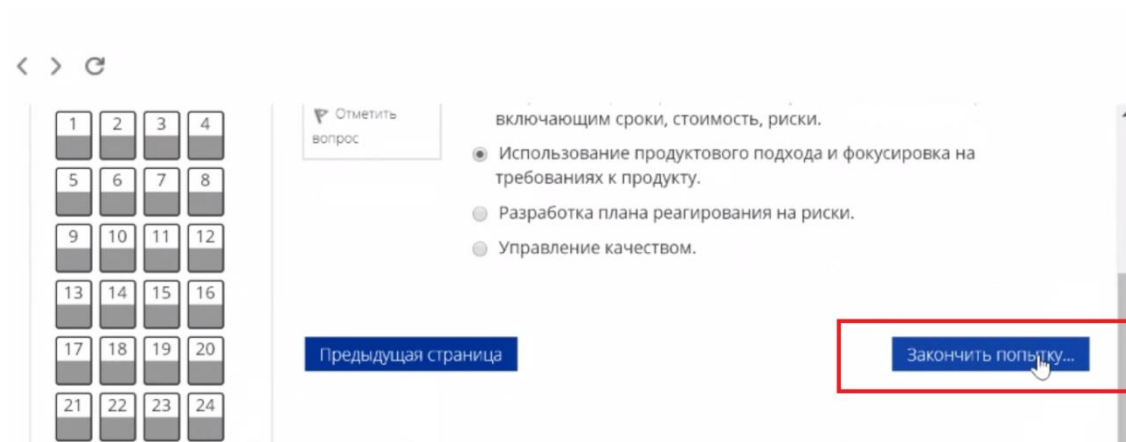 1 2 3 4
5 6 7 8
9 10 11 12
13 14 15 16
17 18 19 20
21 22 23 24
Отметить
вопрос
включающим сроки, стоимость, риски.
Использование продуктового подхода и фокусировка на
требованиях к продукту.
Разработка плана реагирования на риски.
Управление качеством.
Предыдущая страница
Закончить попытку...